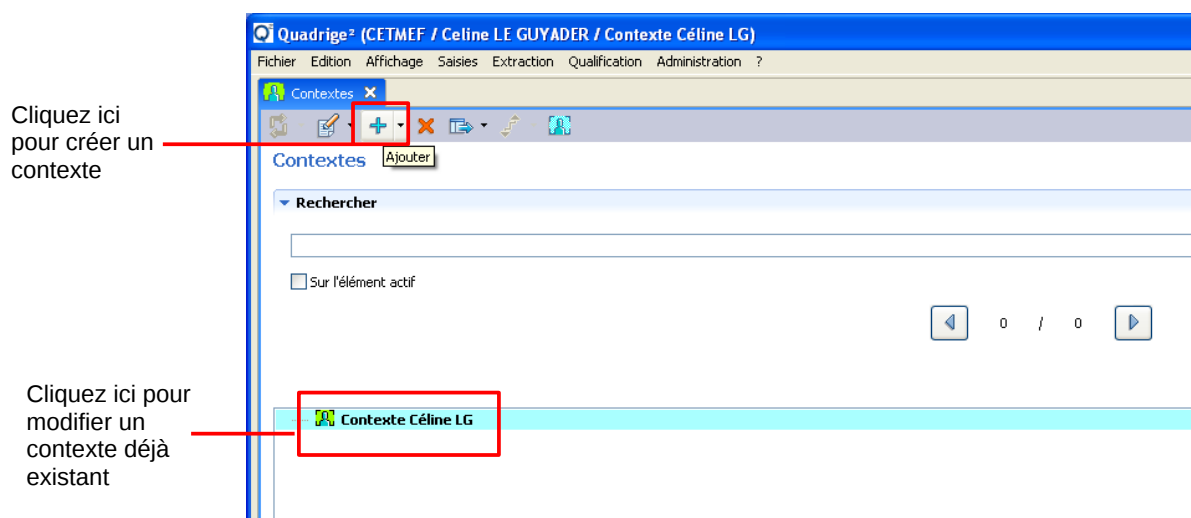 Quadrige² (CETMEF / Celine LE GUYADER / Contexte Céline LG)
Fichier Edition Affichage Saisies Extraction Qualification Administration ?
Contextes
Cliquez ici
pour créer un
contexte
Ajouter
Contextes
Rechercher
Sur l'élément actif
0 / 0
Cliquez ici pour
modifier un
contexte déjà
existant
Contexte Céline LG